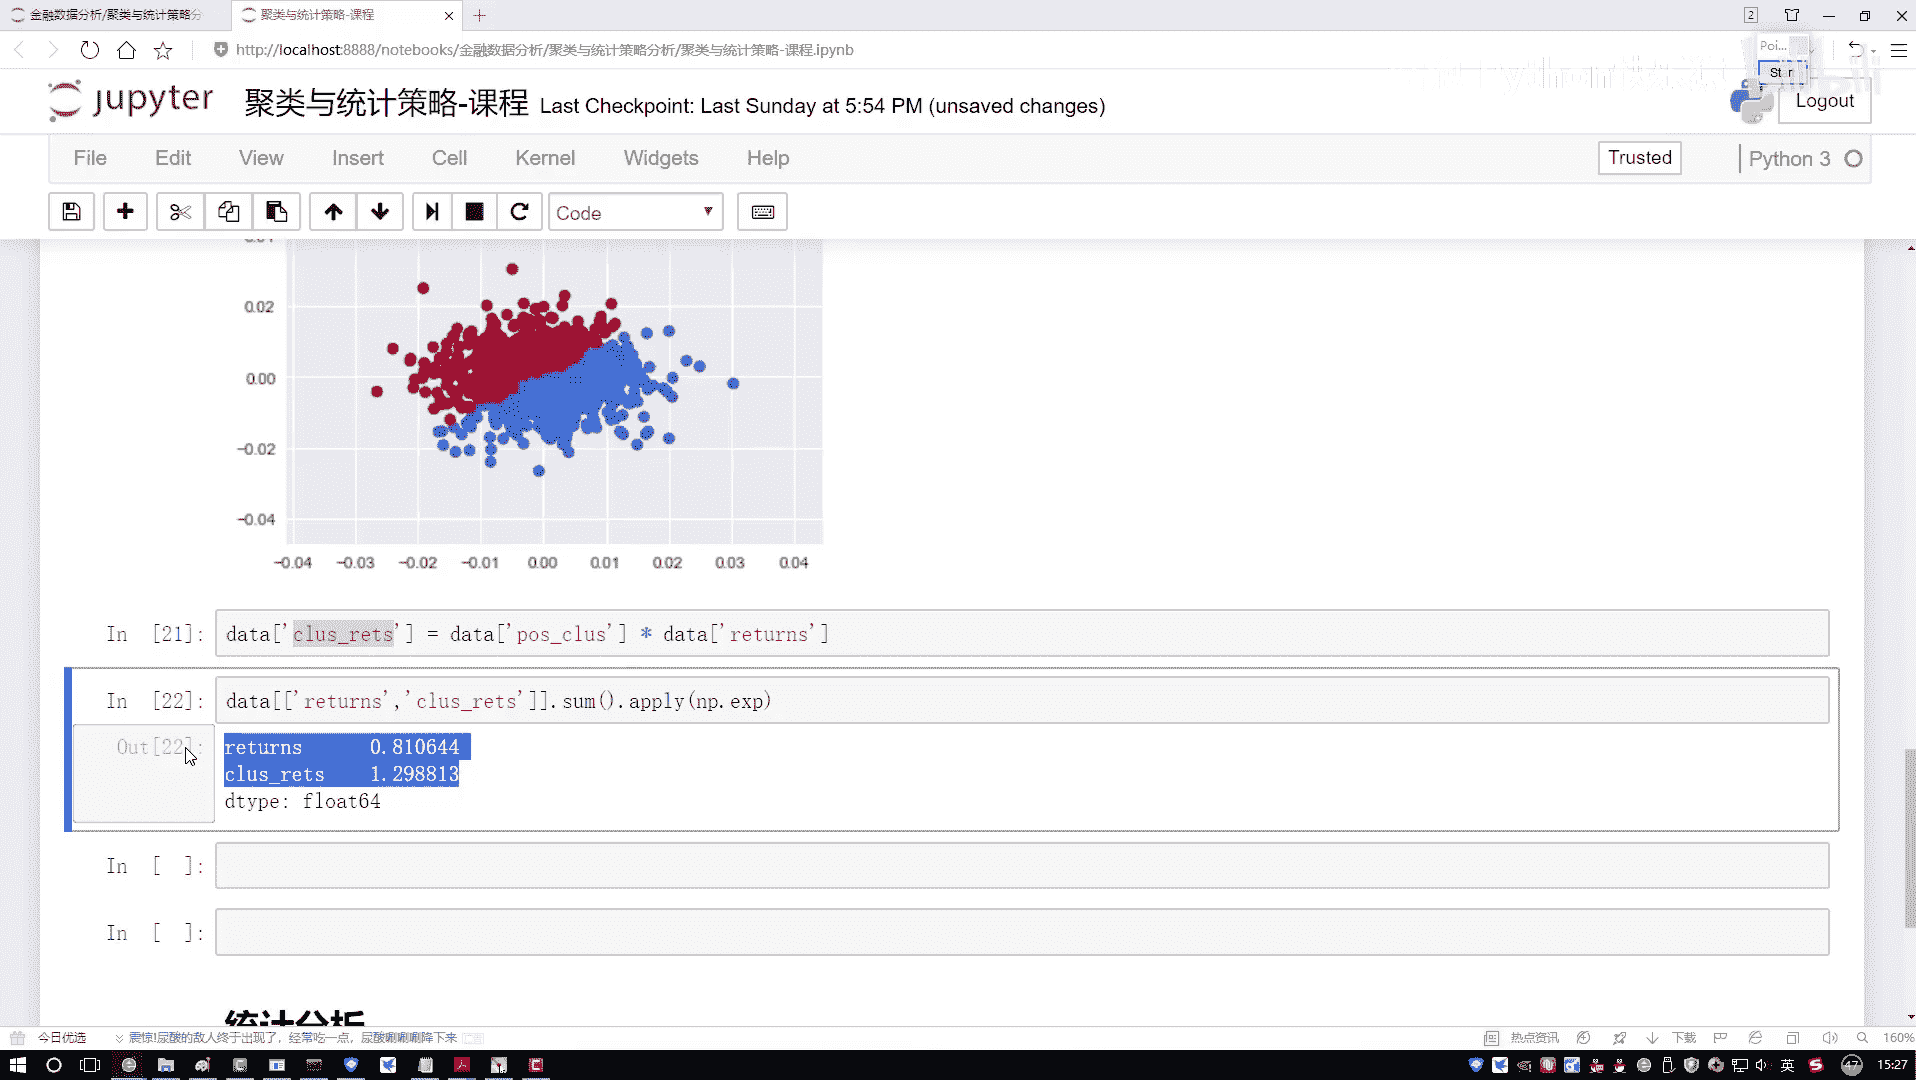 金融数据分析/聚类与统计策略分
聚类与统计策略-课程
2
http://localhost:8888/notebooks/金融数据分析/聚类与统计策略分析/聚类与统计策略-课程.ipynb
Poi...
jupyter 聚类与统计策略-课程 Last Checkpoint: Last Sunday at 5:54 PM (unsaved changes)
Logout
File Edit View Insert Cell Kernel Widgets Help
Trusted
Python 3
Code
0.02
0.00
-0.02
-0.04
-0.04 -0.03 -0.02 -0.01 0.00 0.01 0.02 0.03 0.04
In [21]: data['clus_rets'] = data['pos_clus'] * data['returns']
In [22]: data[['returns','clus_rets']].sum().apply(np.exp)
Out[22]: returns 0.810644
clus_rets 1.298813
dtype: float64
In [ ]:
In [ ]:
统计分析
今日优选
震惊!尿酸的敌人终于出现了，经常吃一点，尿酸唰唰唰降下来
热点资讯
下载
160%
英
47
15:27